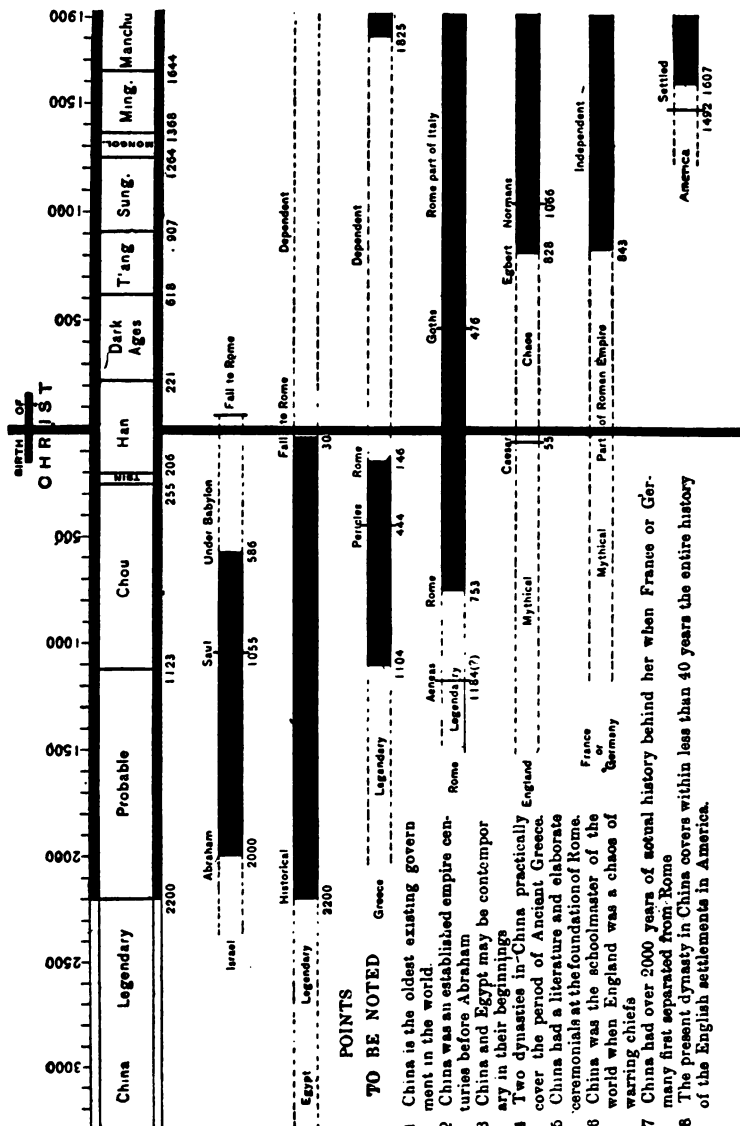 3000 2500 2000 1500 1000 500 BIRTH OF CHRIST 500 1000 1500 1901
China Legendary Probable Chou TSIN Han Dark Ages T'ang Sung. MONGOL Ming. Manchu
2200 1123 255 206 221 618 907 1264 1368 1644
Abraham Saul Under Babylon Fall to Rome
Israel
2000 1055 586
Historical Fall to Rome Dependent
Egypt Legendary
2200 30
Pericles Rome Dependent
Greece Legendary
1104 444 146 1825
Aeneas Rome Goths Rome part of Italy
Rome Legendary
1184(?) 753 476
Caesar Egbert Normans
England Mythical Chaos
55 828 1066
France or Germany Mythical Part of Roman Empire Independent
843
Settled
America
1492 1607
POINTS
TO BE NOTED
1 China is the oldest existing govern
ment in the world.
2 China was an established empire cen-
turies before Abraham
3 China and Egypt may be contempor
ary in their beginnings
4 Two dynasties in China practically
cover the period of Ancient Greece.
5 China had a literature and elaborate
ceremonials at the foundation of Rome.
6 China was the schoolmaster of the
world when England was a chaos of
warring chiefs
7 China had over 2000 years of actual history behind her when France or Ger-
many first separated from Rome
8 The present dynasty in China covers within less than 40 years the entire history
of the English settlements in America.